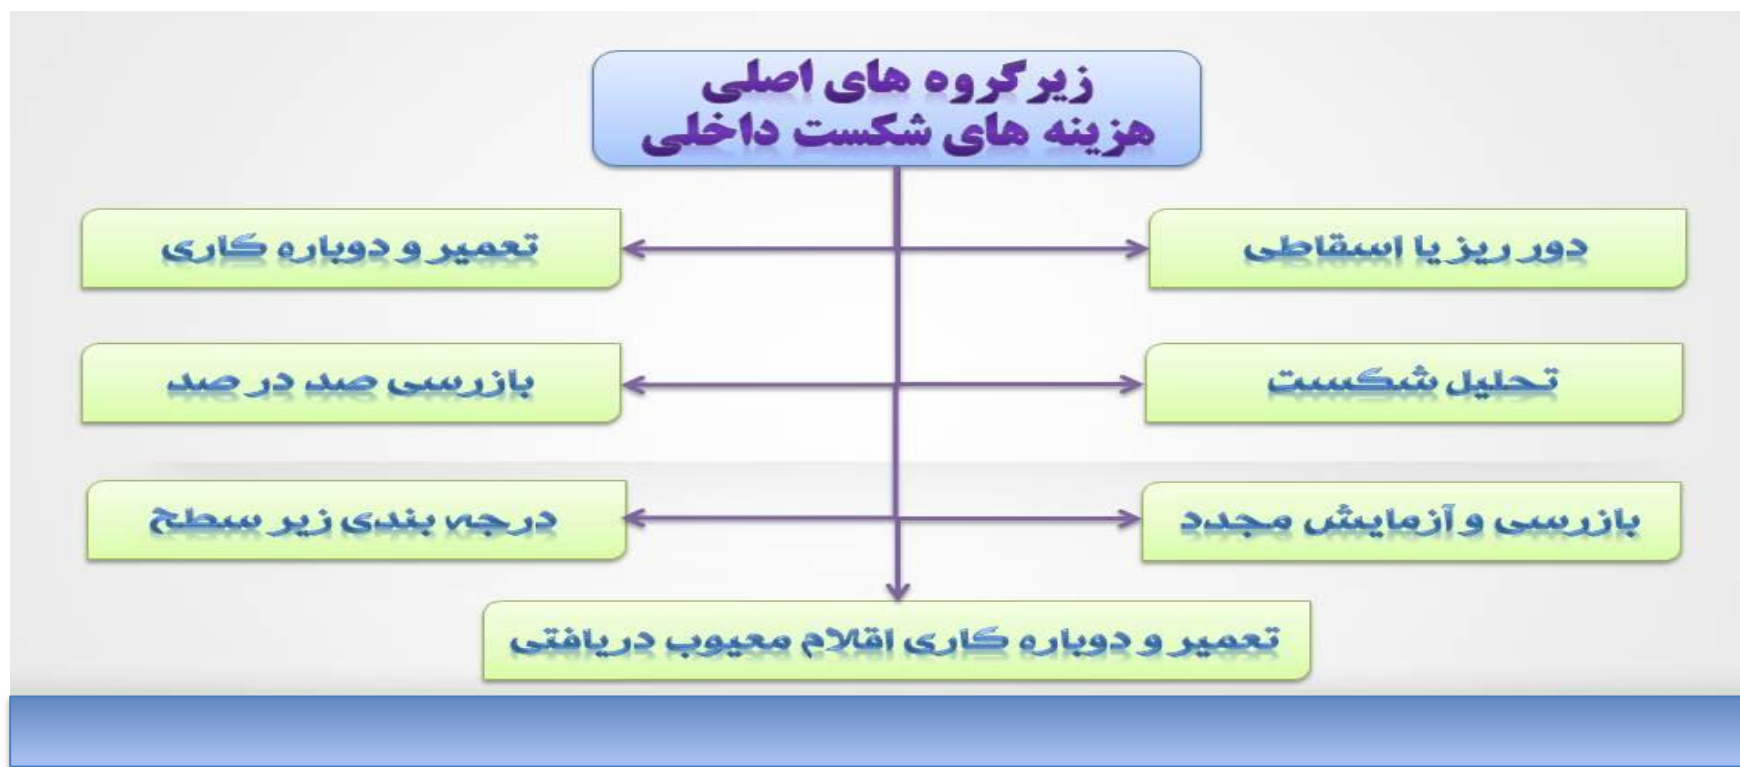 زیرگروه های اصلی
هزینه های شکست داخلی
دور ریز یا اسقاطی
تعمیر و دوباره کاری
تحلیل شکست
بازرسی صد در صد
بازرسی و آزمایش مجدد
درجه بندی زیر سطح
تعمیر و دوباره کاری اقلام معیوب دریافتی